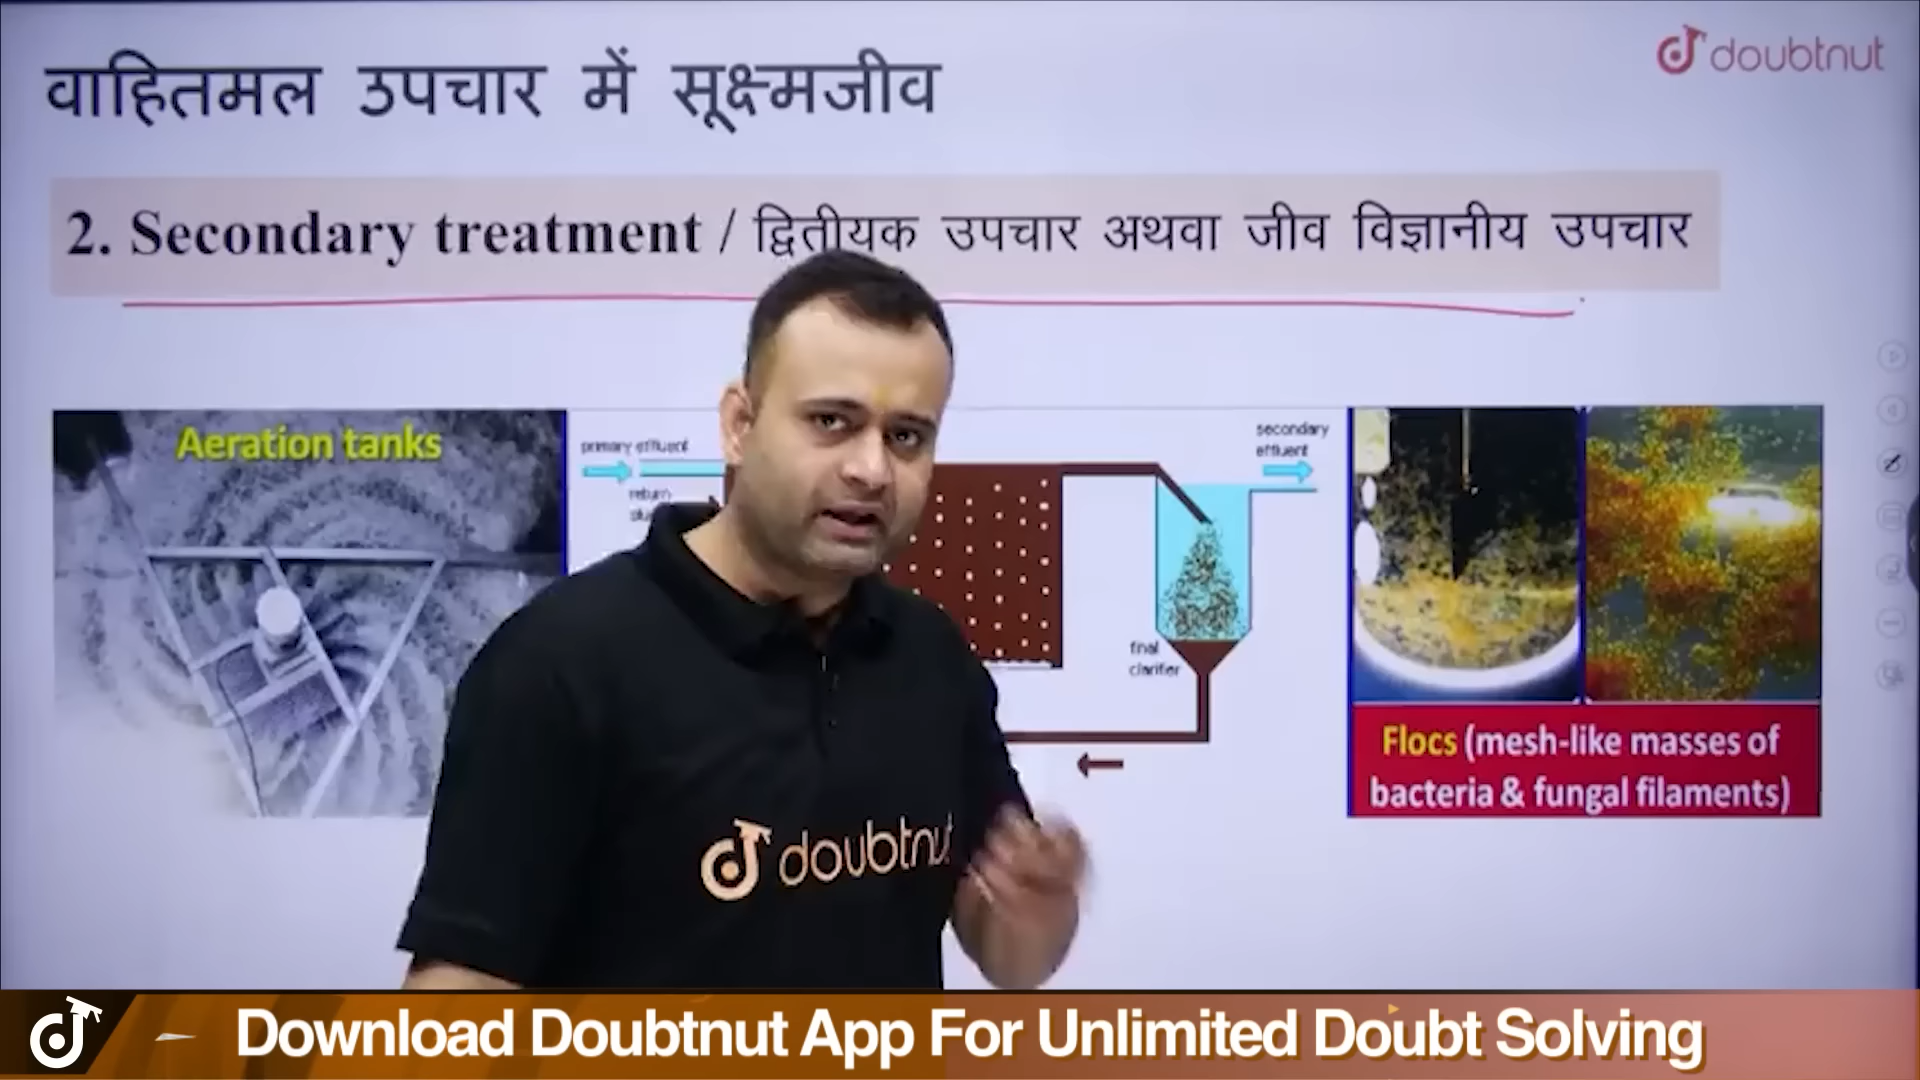 doubtnut
वाहितमल उपचार में सूक्ष्मजीव
2. Secondary treatment / द्वितीयक उपचार अथवा जीव विज्ञानीय उपचार
Aeration tanks
primary effluent
return
secondary
effluent
final
clarifier
Flocs (mesh-like masses of
bacteria & fungal filaments)
doubtnut
Download Doubtnut App For Unlimited Doubt Solving